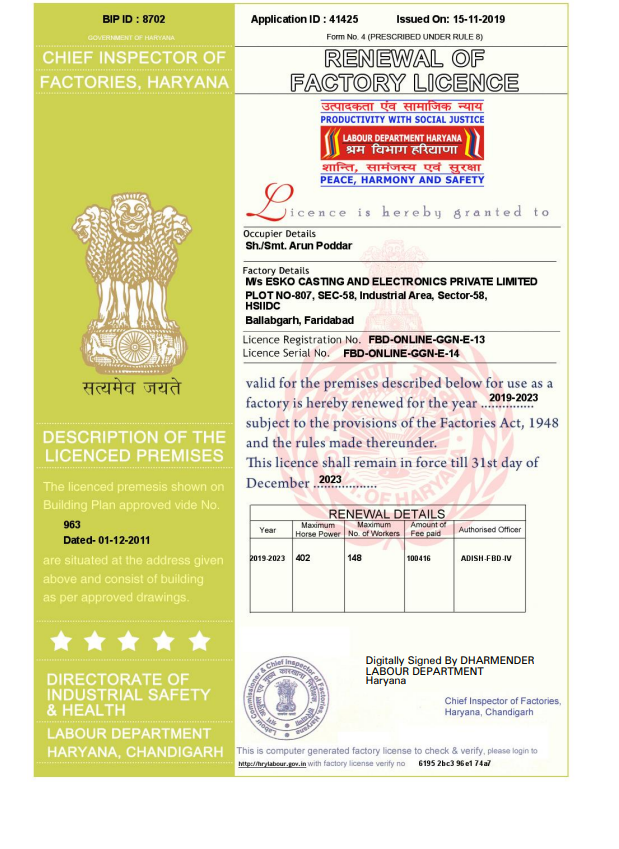 BIP ID : 8702
Application ID : 41425
Issued On: 15-11-2019
GOVERNMENT OF HARYANA
CHIEF INSPECTOR OF
FACTORIES, HARYANA
Form No. 4 (PRESCRIBED UNDER RULE 8)
RENEWAL OF
FACTORY LICENCE
उत्पादकता एंव सामाजिक न्याय
PRODUCTIVITY WITH SOCIAL JUSTICE
LABOUR DEPARTMENT HARYANA
श्रम विभाग हरियाणा
शान्ति, सामंजस्य एवं सुरक्षा
PEACE, HARMONY AND SAFETY
Licence is hereby granted to
Occupier Details
Sh./Smt. Arun Poddar
Factory Details
M/s ESKO CASTING AND ELECTRONICS PRIVATE LIMITED
PLOT NO-807, SEC-58, Industrial Area, Sector-58,
HSIIDC
Ballabgarh, Faridabad
Licence Registration No. FBD-ONLINE-GGN-E-13
Licence Serial No. FBD-ONLINE-GGN-E-14
सत्यमेव जयते
valid for the premises described below for use as a
factory is hereby renewed for the year 2019-2023
subject to the provisions of the Factories Act, 1948
and the rules made thereunder.
This licence shall remain in force till 31st day of
December 2023
DESCRIPTION OF THE
LICENCED PREMISES
The licenced premesis shown on
Building Plan approved vide No.
963
Dated- 01-12-2011
are situated at the address given
above and consist of building
as per approved drawings.
RENEWAL DETAILS
Year Maximum Horse Power Maximum No. of Workers Amount of Fee paid Authorised Officer
2019-2023 402 148 100416 ADISH-FBD-IV
DIRECTORATE OF
INDUSTRIAL SAFETY
& HEALTH
LABOUR DEPARTMENT
HARYANA, CHANDIGARH
Digitally Signed By DHARMENDER
LABOUR DEPARTMENT
Haryana
Chief Inspector of Factories,
Haryana, Chandigarh
This is computer generated factory license to check & verify, please login to
http://hrylabour.gov.in with factory license verify no 6195 2bc3 96e1 74a7